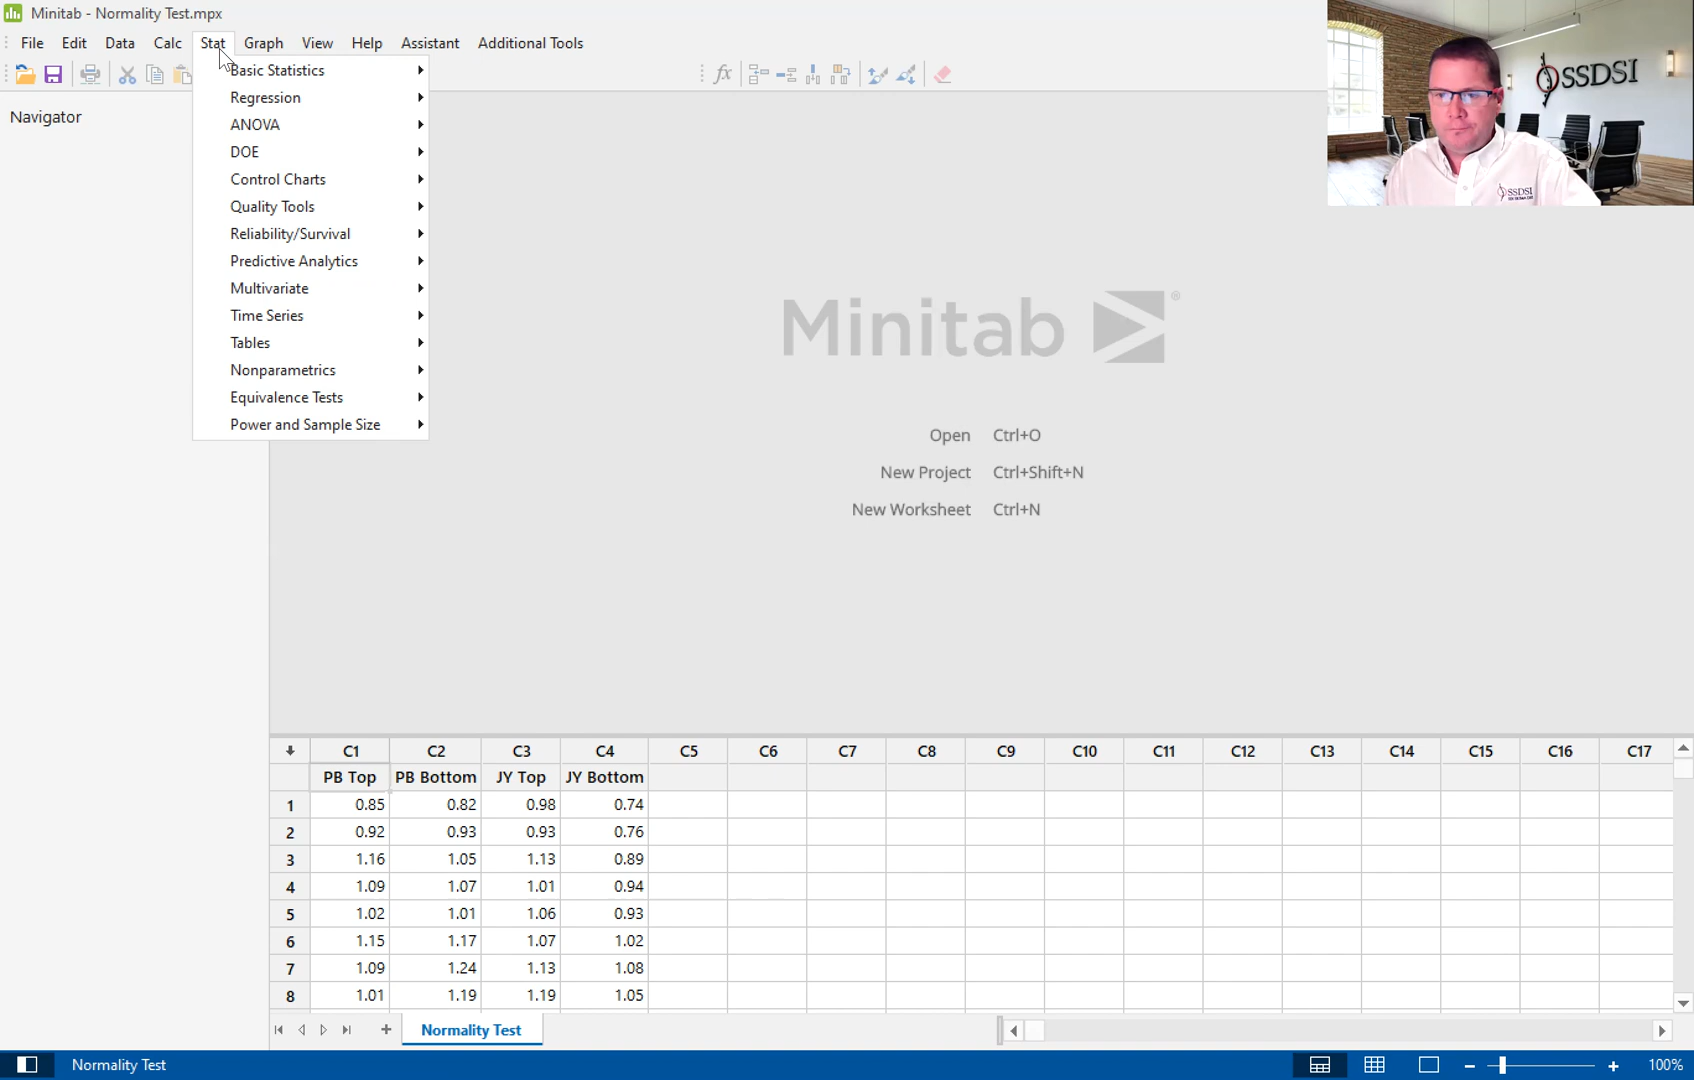 Minitab - Normality Test.mpx
File Edit Data Calc Stat Graph View Help Assistant Additional Tools
fx
Navigator
Basic Statistics
Regression
ANOVA
DOE
Control Charts
Quality Tools
Reliability/Survival
Predictive Analytics
Multivariate
Time Series
Tables
Nonparametrics
Equivalence Tests
Power and Sample Size
SSDSI
SSDSI
Minitab
Open Ctrl+O
New Project Ctrl+Shift+N
New Worksheet Ctrl+N
C1 C2 C3 C4 C5 C6 C7 C8 C9 C10 C11 C12 C13 C14 C15 C16 C17
PB Top PB Bottom JY Top JY Bottom
1 0.85 0.82 0.98 0.74
2 0.92 0.93 0.93 0.76
3 1.16 1.05 1.13 0.89
4 1.09 1.07 1.01 0.94
5 1.02 1.01 1.06 0.93
6 1.15 1.17 1.07 1.02
7 1.09 1.24 1.13 1.08
8 1.01 1.19 1.19 1.05
Normality Test
Normality Test
100%